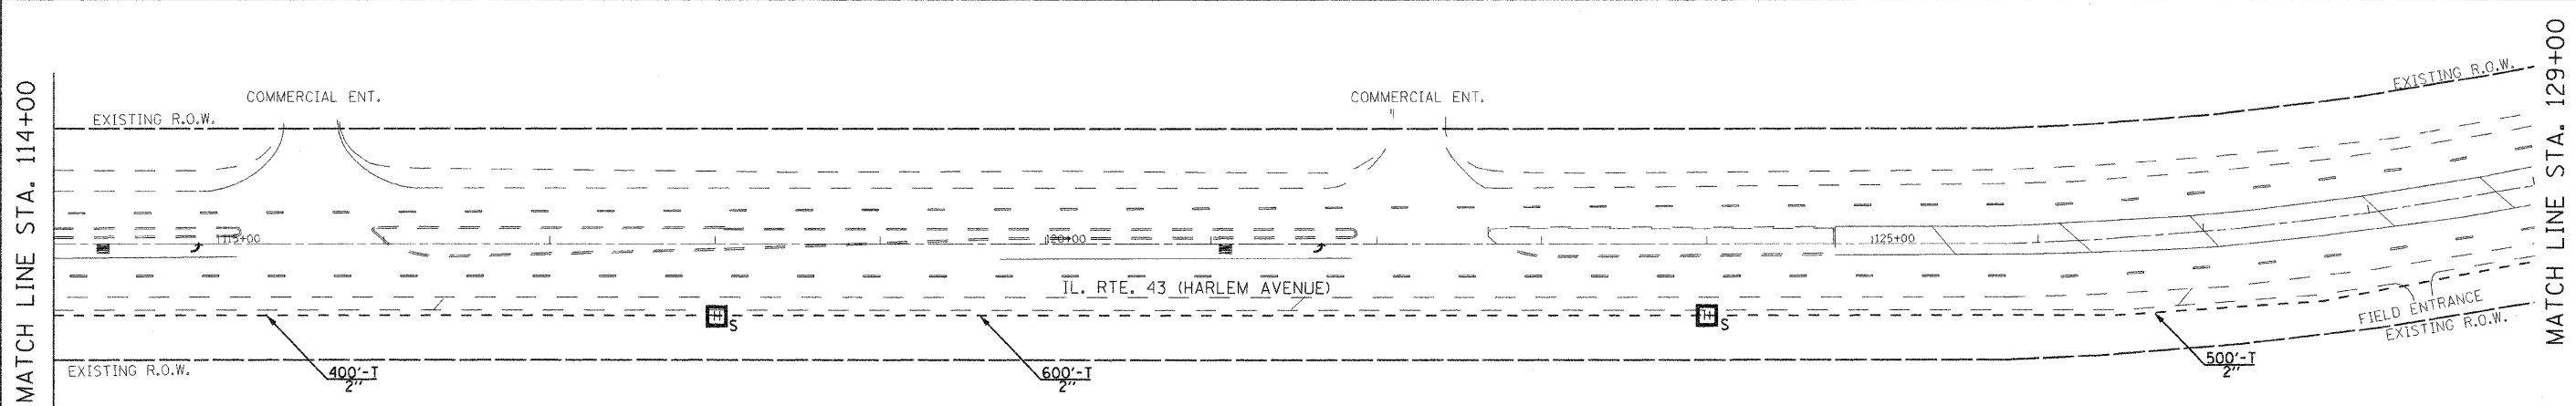 MATCH LINE STA. 114+00
COMMERCIAL ENT.
EXISTING R.O.W.
COMMERCIAL ENT.
EXISTING R.O.W.
MATCH LINE STA. 129+00
115+00
120+00
125+00
IL. RTE. 43 (HARLEM AVENUE)
H
S
H
S
FIELD ENTRANCE
EXISTING R.O.W.
EXISTING R.O.W.
400'-T
2"
600'-T
2"
500'-T
2"